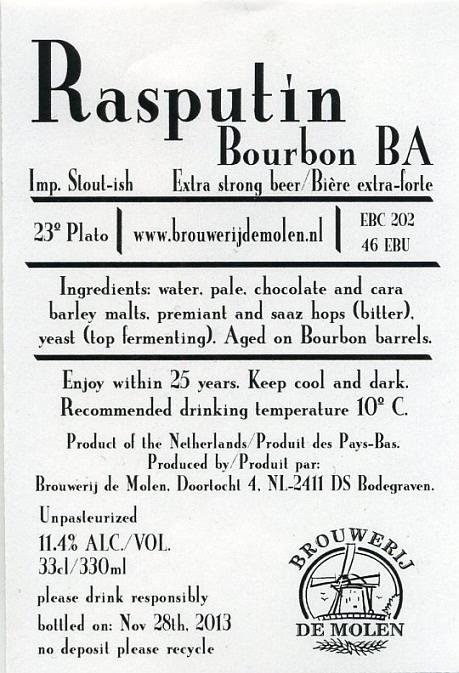 Rasputin
Bourbon BA
Imp. Stout-ish Extra strong beer/Bière extra-forte
23º Plato www.brouwerijdemolen.nl EBC 202
46 EBU
Ingredients: water, pale, chocolate and cara
barley malts, premiant and saaz hops (bitter),
yeast (top fermenting). Aged on Bourbon barrels.
Enjoy within 25 years. Keep cool and dark.
Recommended drinking temperature 10º C.
Product of the Netherlands/Produit des Pays-Bas.
Produced by/Produit par:
Brouwerij de Molen, Doortocht 4, NL-2411 DS Bodegraven.
Unpasteurized
11.4% ALC./VOL.
33cl/330ml
please drink responsibly
bottled on: Nov 28th, 2013
no deposit please recycle
BROUWERIJ
DE MOLEN